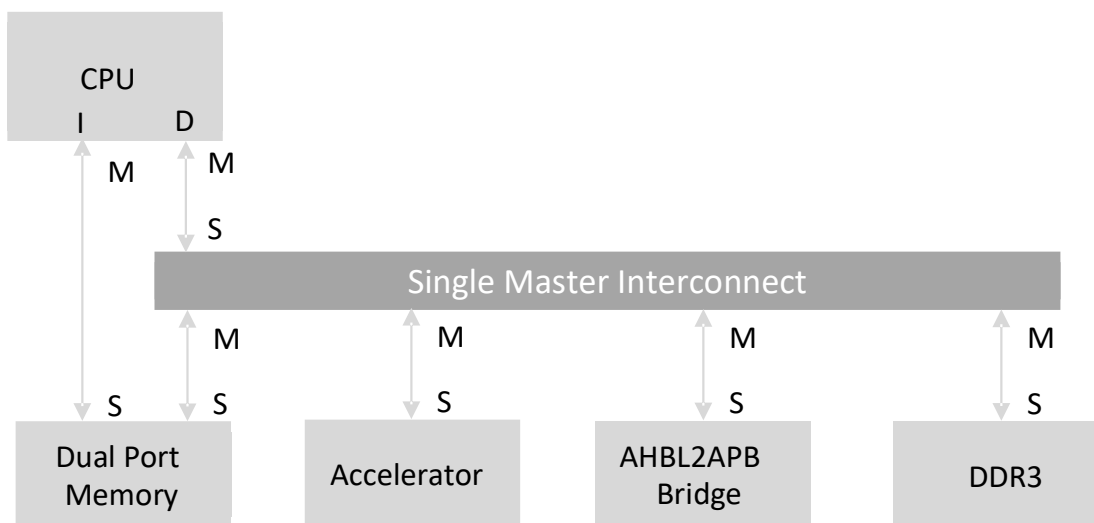 CPU
I D
M M
S
Single Master Interconnect
M M M M
S S S S S
Dual Port
Memory
Accelerator
AHBL2APB
Bridge
DDR3